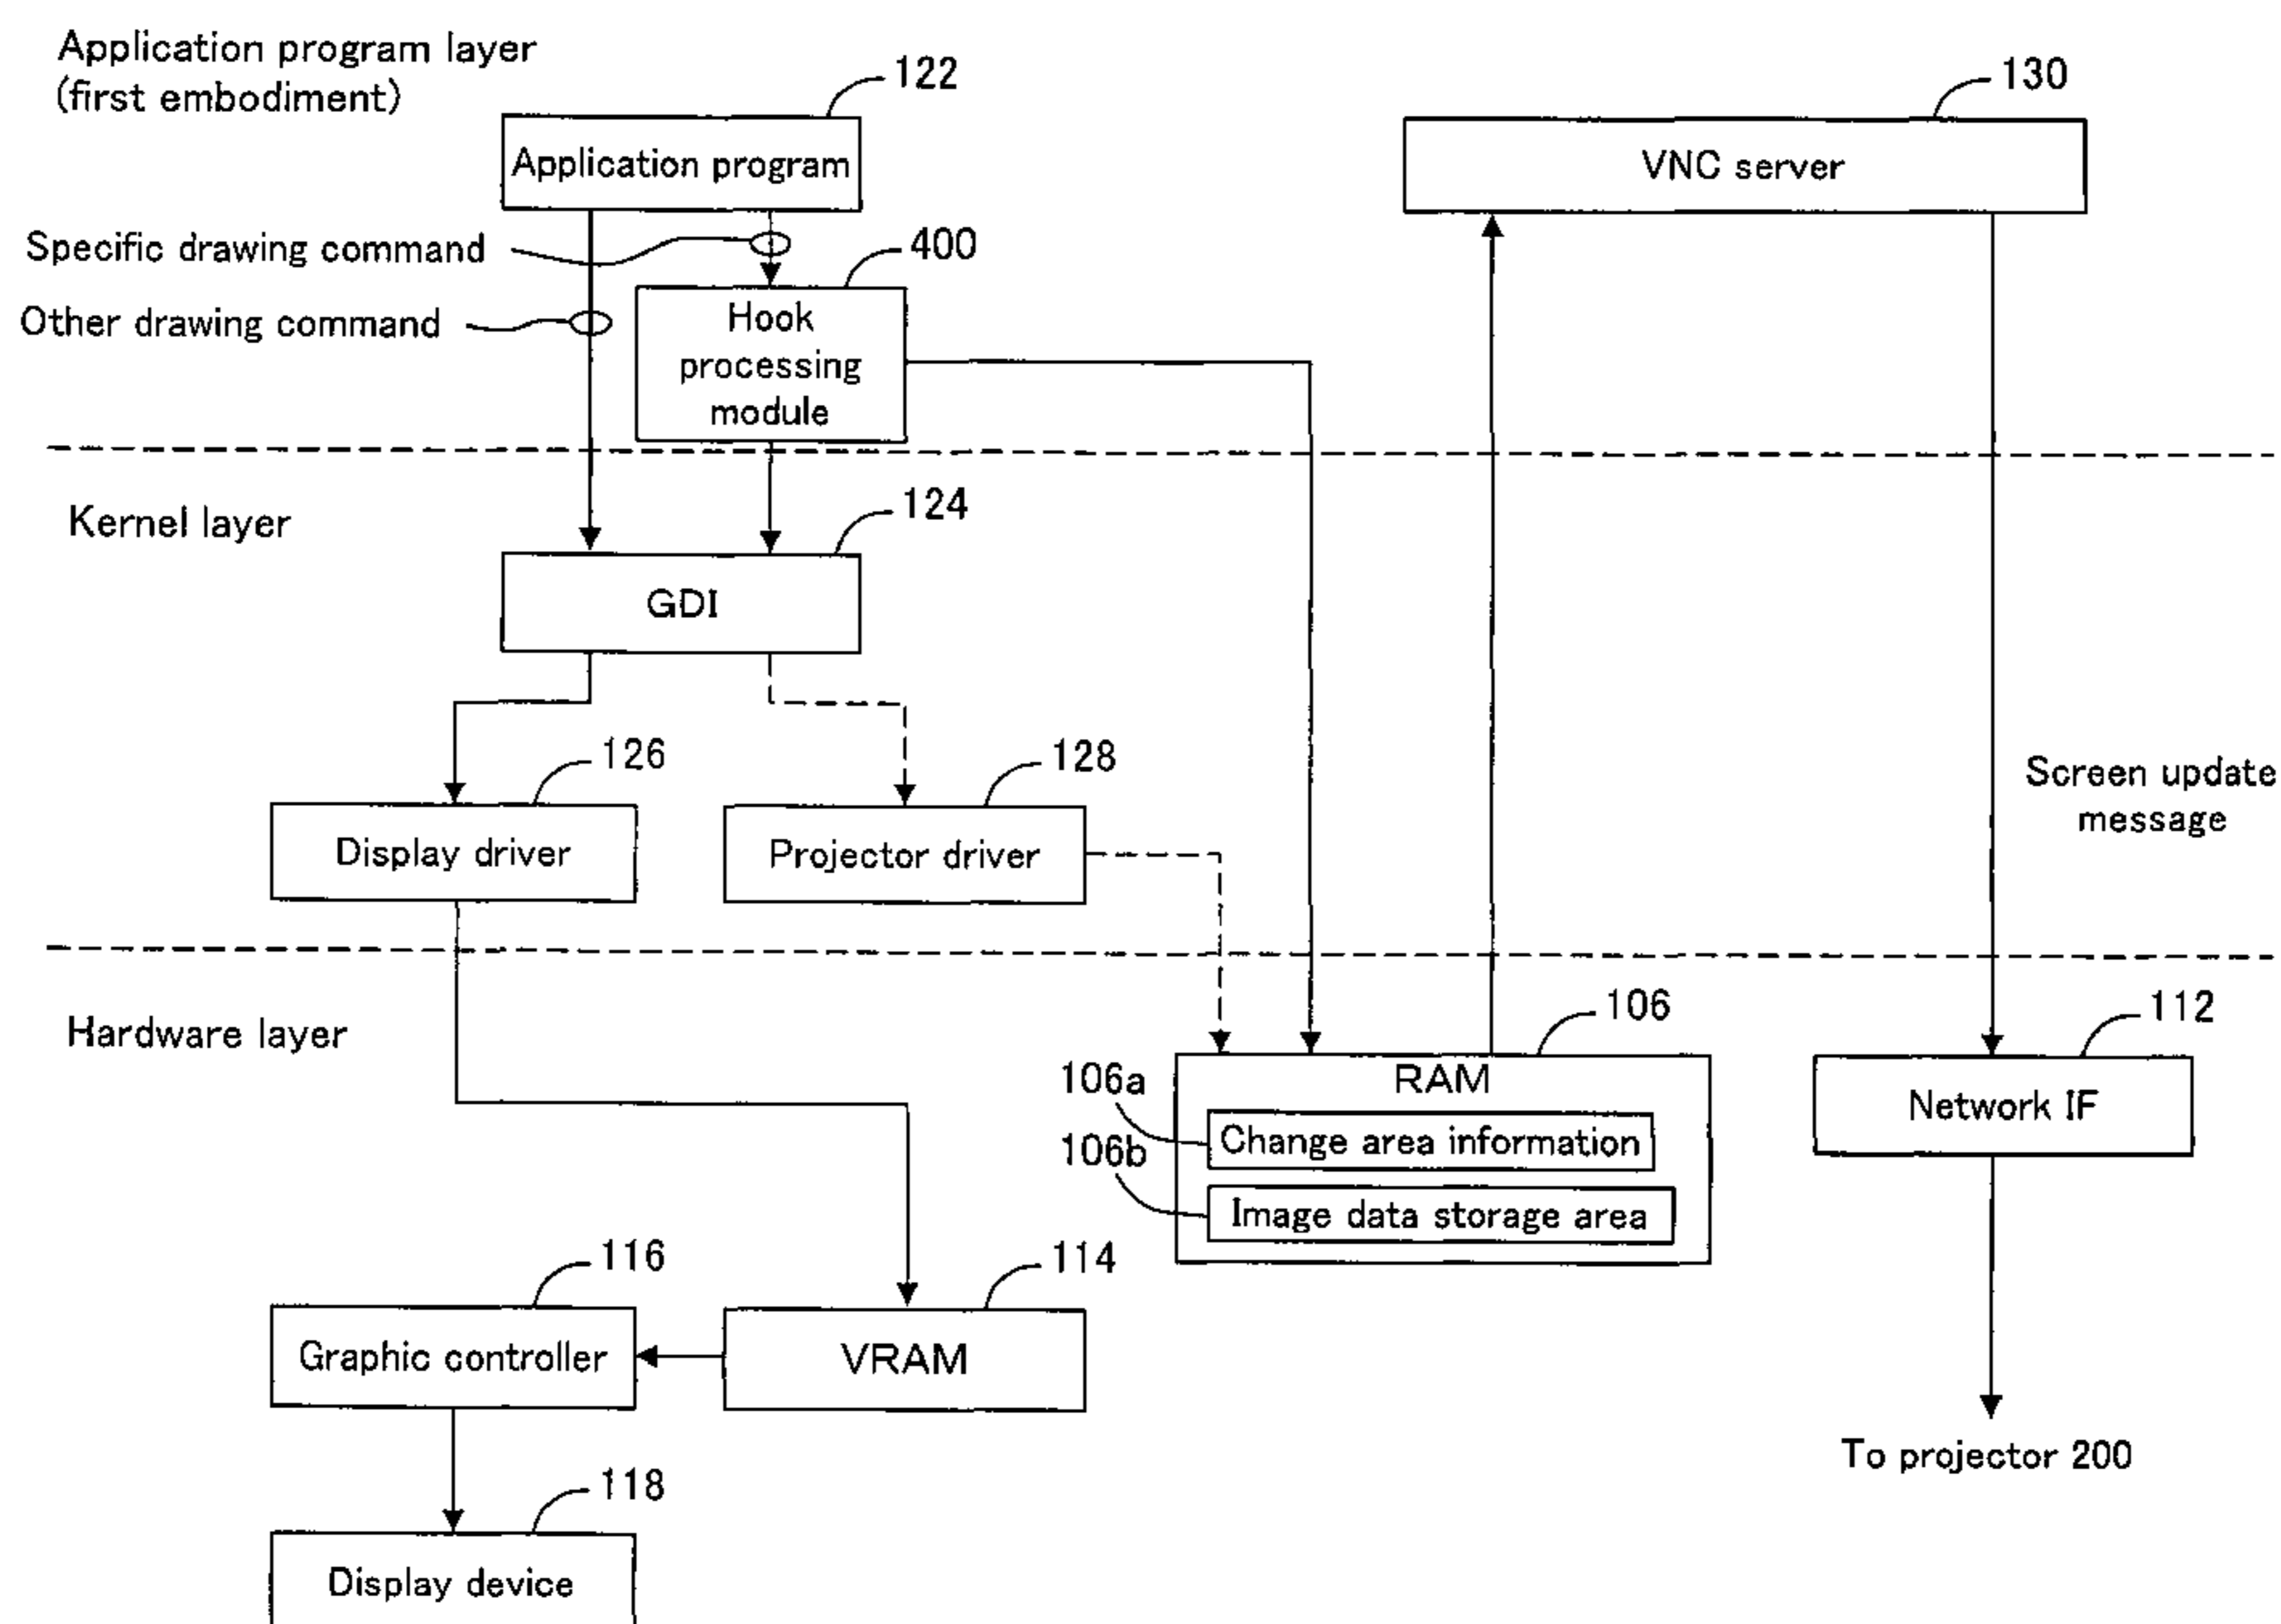 Application program layer
(first embodiment)
122
130
Application program
VNC server
Specific drawing command
400
Other drawing command
Hook
processing
module
Kernel layer
124
GDI
126
128
Screen update
message
Display driver
Projector driver
Hardware layer
106
112
106a
RAM
Network IF
Change area information
106b
Image data storage area
116
114
Graphic controller
VRAM
To projector 200
118
Display device